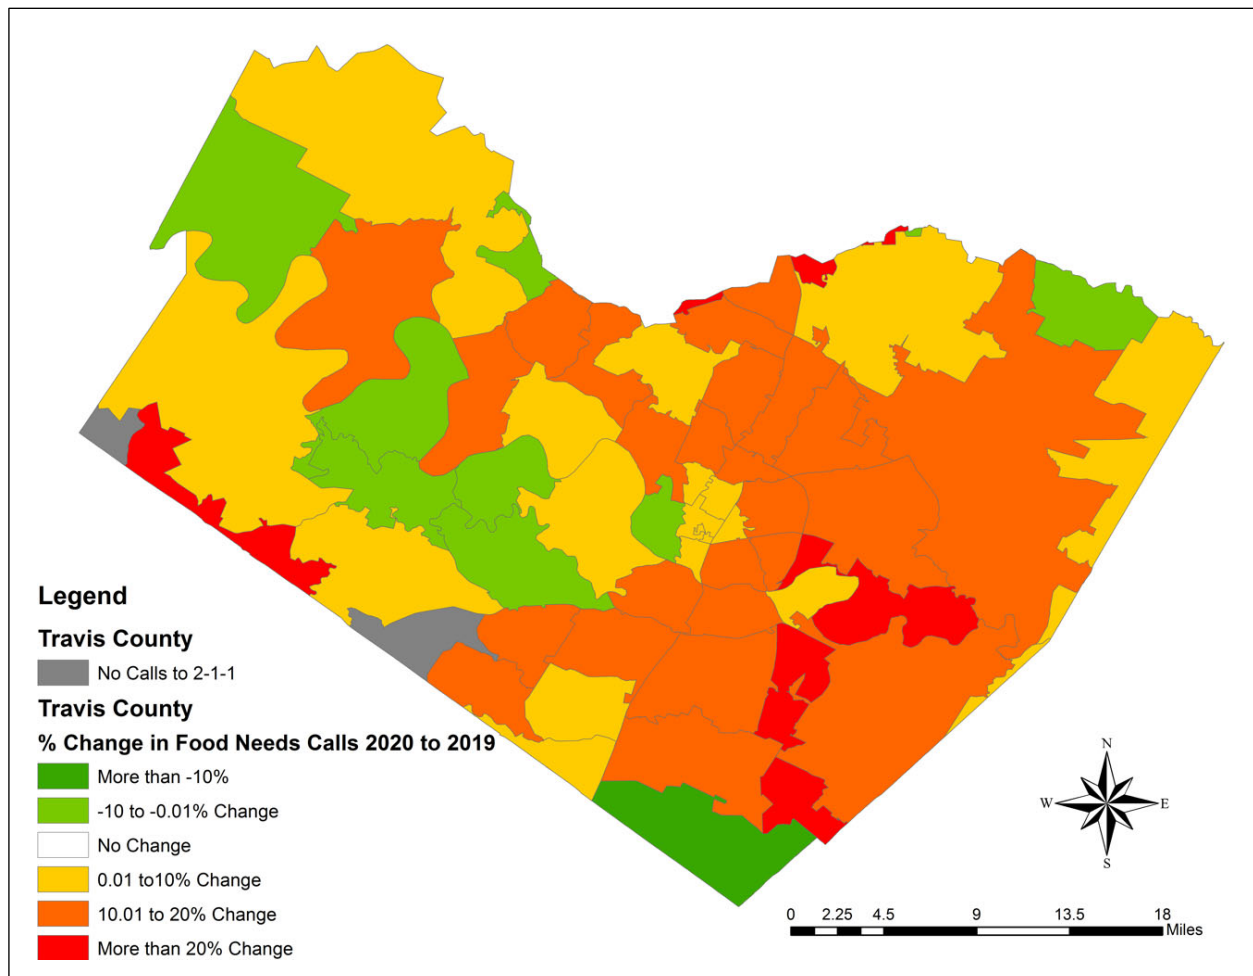 Legend
Travis County
No Calls to 2-1-1
Travis County
% Change in Food Needs Calls 2020 to 2019
More than -10%
-10 to -0.01% Change
No Change
0.01 to10% Change
10.01 to 20% Change
More than 20% Change
N
W E
S
0 2.25 4.5 9 13.5 18
Miles